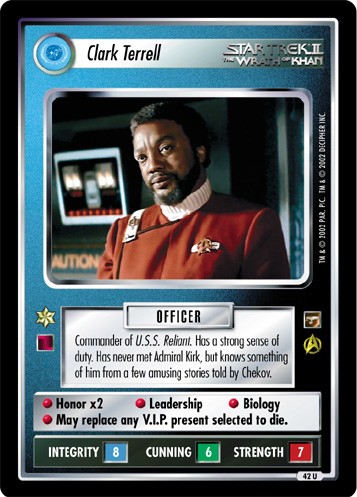 Clark Terrell
STAR TREK II
THE WRATH OF KHAN
CAUTION
TM & © 2002 PAR. PIC. TM & © 2002 DECIPHER INC.
OFFICER
Commander of U.S.S. Reliant. Has a strong sense of
duty. Has never met Admiral Kirk, but knows something
of him from a few amusing stories told by Chekov.
• Honor x2 • Leadership • Biology
• May replace any V.I.P. present selected to die.
INTEGRITY 8 CUNNING 6 STRENGTH 7
42 U